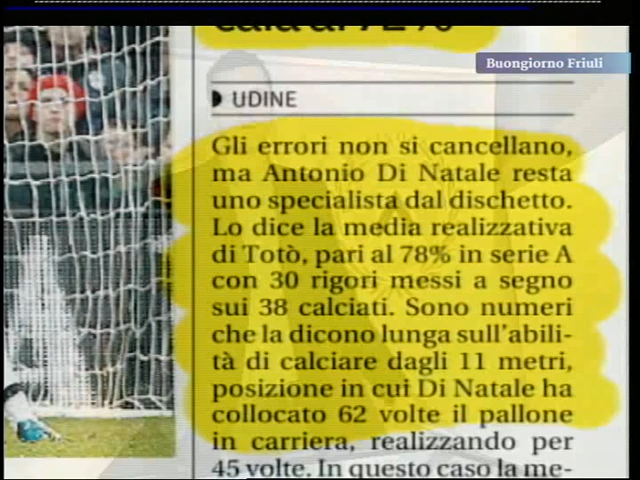 cala al 72%
Buongiorno Friuli
UDINE
Gli errori non si cancellano,
ma Antonio Di Natale resta
uno specialista dal dischetto.
Lo dice la media realizzativa
di Totò, pari al 78% in serie A
con 30 rigori messi a segno
sui 38 calciati. Sono numeri
che la dicono lunga sull'abili-
tà di calciare dagli 11 metri,
posizione in cui Di Natale ha
collocato 62 volte il pallone
in carriera, realizzando per
45 volte. In questo caso la me-